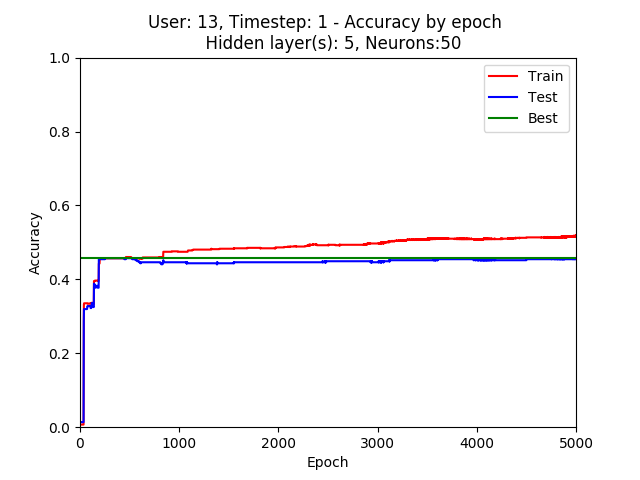 User: 13, Timestep: 1 - Accuracy by epoch
Hidden layer(s): 5, Neurons:50
1.0
0.8
0.6
0.4
0.2
0.0
Accuracy
Train
Test
Best
0 1000 2000 3000 4000 5000
Epoch